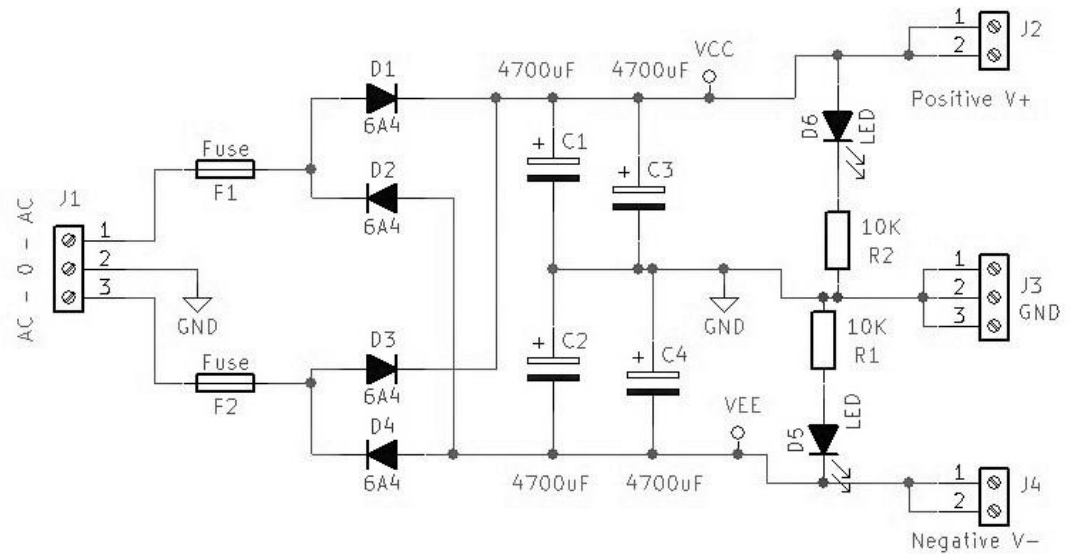 4700uF
4700uF
VCC
1
2
J2
Positive V+
D1
6A4
D2
6A4
Fuse
F1
+
C1
+
C3
D6
LED
J1
AC - 0 - AC
1
2
3
GND
10K
R2
1
2
3
J3
GND
GND
Fuse
F2
D3
6A4
D4
6A4
+
C2
+
C4
10K
R1
VEE
D5
LED
4700uF
4700uF
1
2
J4
Negative V-